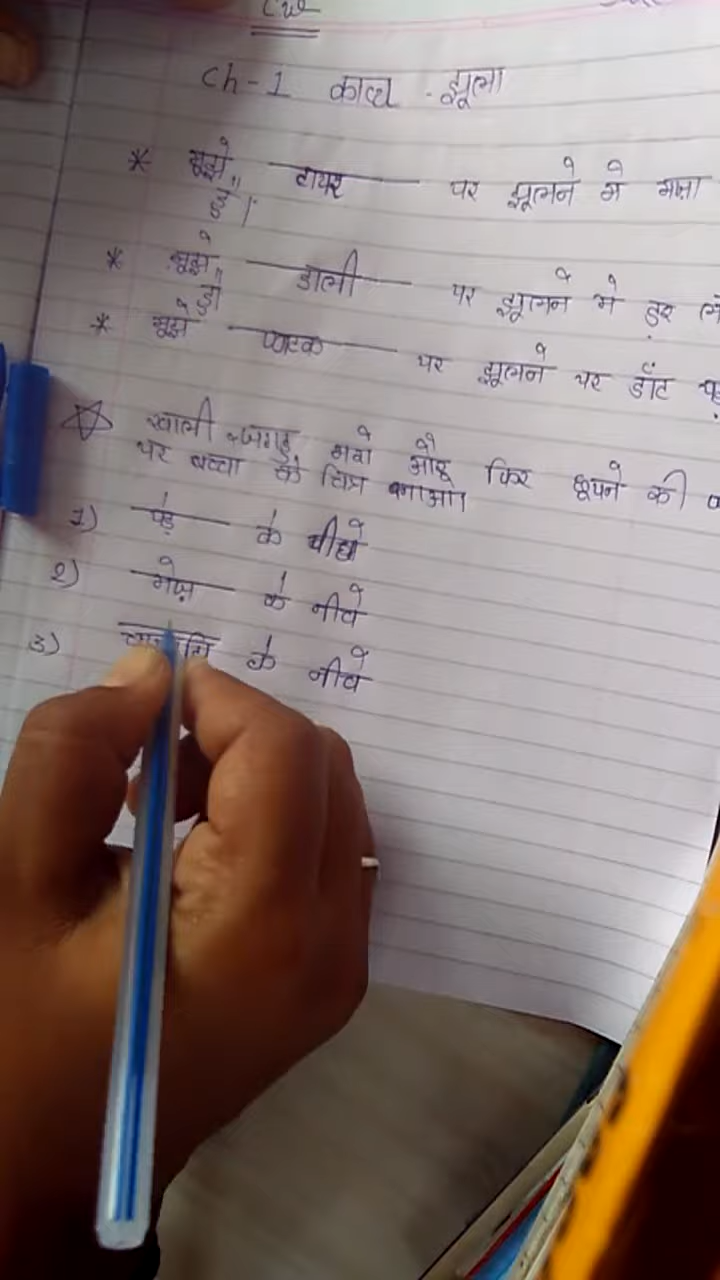 CW
Ch-1 काव्य - झूला
* मुझे टायर पर झूलने में मज़ा
है।
* मुझे डाली पर झूलने में डर
है।
* मुझे फाटक पर झूलने पर डाँट
खाली जगह भरो और फिर छुपने की
पर बच्चों के चित्र बनाओ।
1) पेड़ के पीछे
2) मेज़ के नीचे
3) के नीचे